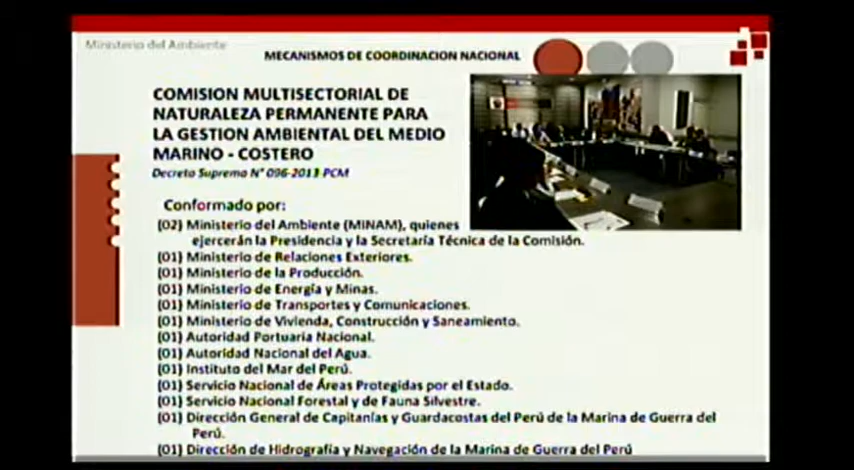 Ministerio del Ambiente
MECANISMOS DE COORDINACION NACIONAL
COMISION MULTISECTORIAL DE
NATURALEZA PERMANENTE PARA
LA GESTION AMBIENTAL DEL MEDIO
MARINO - COSTERO
Decreto Supremo N° 096-2013-PCM
Conformado por:
(02) Ministerio del Ambiente (MINAM), quienes
ejercerán la Presidencia y la Secretaría Técnica de la Comisión.
(01) Ministerio de Relaciones Exteriores.
(01) Ministerio de la Producción.
(01) Ministerio de Energía y Minas.
(01) Ministerio de Transportes y Comunicaciones.
(01) Ministerio de Vivienda, Construcción y Saneamiento.
(01) Autoridad Portuaria Nacional.
(01) Autoridad Nacional del Agua.
(01) Instituto del Mar del Perú.
(01) Servicio Nacional de Áreas Protegidas por el Estado.
(01) Servicio Nacional Forestal y de Fauna Silvestre.
(01) Dirección General de Capitanías y Guardacostas del Perú de la Marina de Guerra del
Perú.
(01) Dirección de Hidrografía y Navegación de la Marina de Guerra del Perú